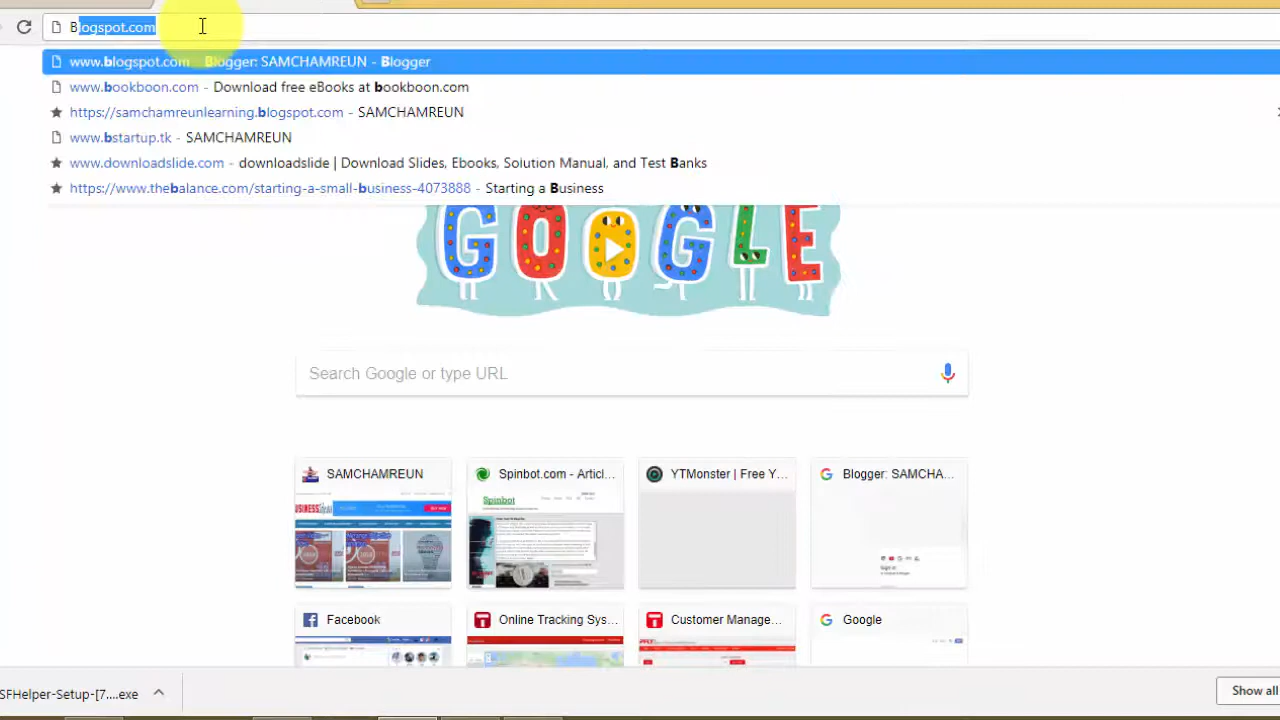 Blogspot.com
www.blogspot.com - Blogger: SAMCHAMREUN - Blogger
www.bookboon.com - Download free eBooks at bookboon.com
https://samchamreunlearning.blogspot.com - SAMCHAMREUN
www.bstartup.tk - SAMCHAMREUN
www.downloadslide.com - downloadslide | Download Slides, Ebooks, Solution Manual, and Test Banks
https://www.thebalance.com/starting-a-small-business-4073888 - Starting a Business
GOOGLE
Search Google or type URL
SAMCHAMREUN
Spinbot.com - Articl...
YTMonster | Free Y...
Blogger: SAMCHA...
Spinbot
Sign in
Facebook
Online Tracking Sys...
Customer Manage...
Google
SFHelper-Setup-[7....exe
Show all